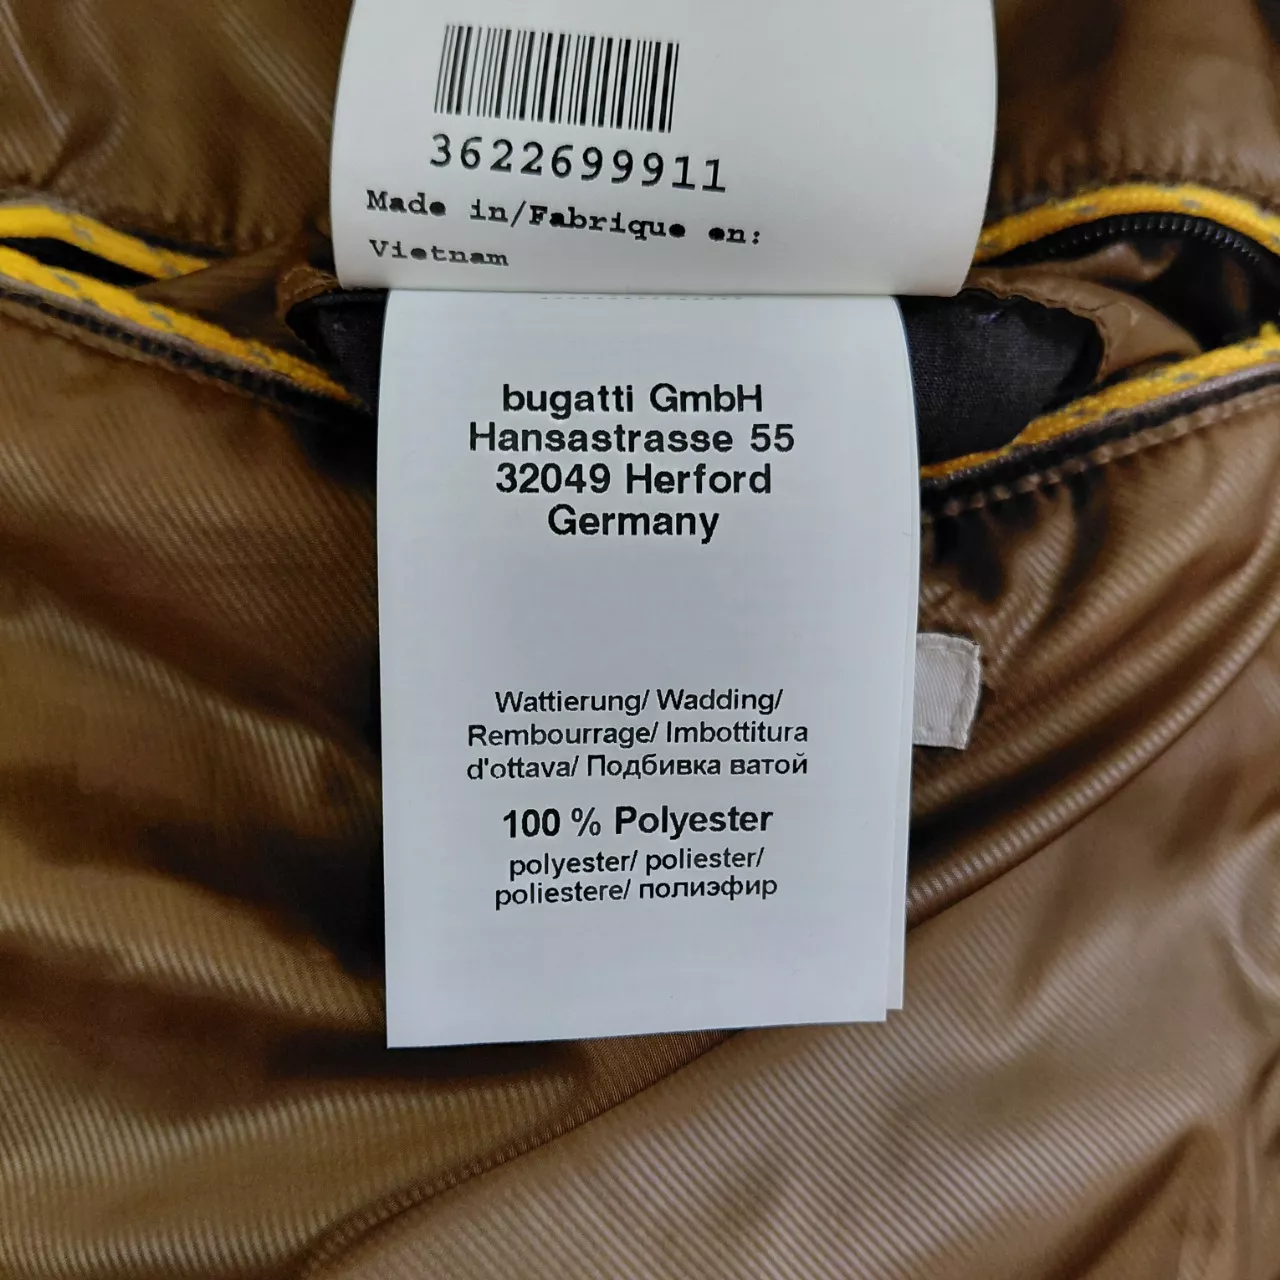 3622699911
Made in/Fabrique en:
Vietnam
bugatti GmbH
Hansastrasse 55
32049 Herford
Germany
Wattierung/ Wadding/
Rembourrage/ Imbottitura
d'ottava/ Подбивка ватой
100 % Polyester
polyester/ poliester/
poliestere/ полиэфир